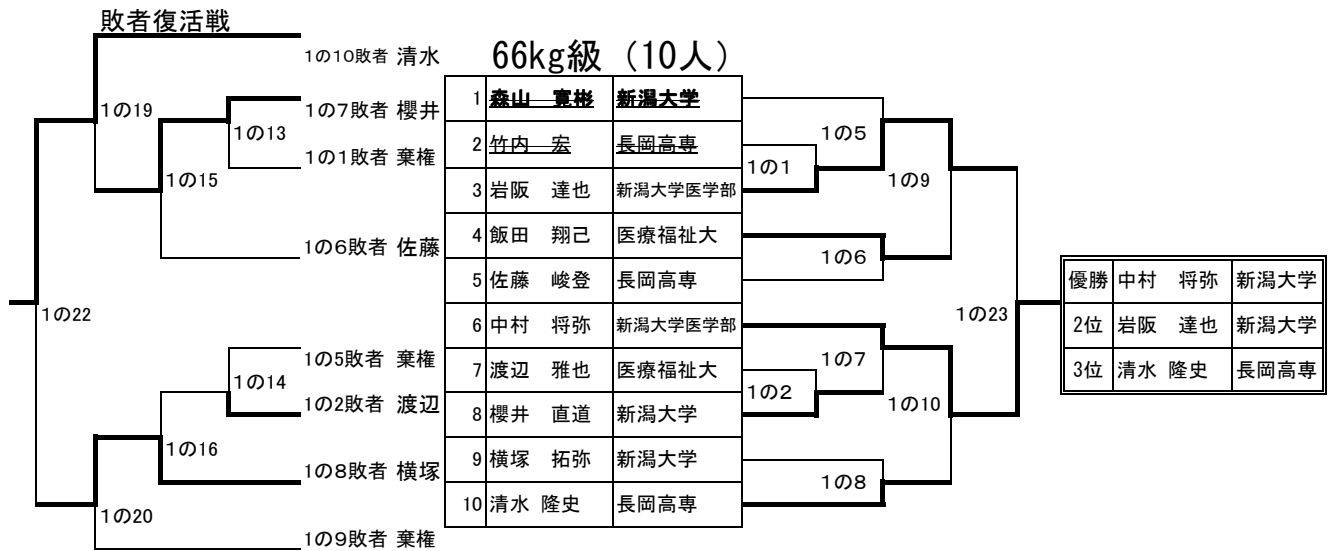 敗者復活戦
1の10敗者 清水
1の7敗者 櫻井
1の1敗者 棄権
1の6敗者 佐藤
1の5敗者 棄権
1の2敗者 渡辺
1の8敗者 横塚
1の9敗者 棄権
1の19
1の13
1の15
1の22
1の14
1の16
1の20
66kg級（10人）
1 森山 寛彬 新潟大学
2 竹内 宏 長岡高専
3 岩阪 達也 新潟大学医学部
4 飯田 翔己 医療福祉大
5 佐藤 峻登 長岡高専
6 中村 将弥 新潟大学医学部
7 渡辺 雅也 医療福祉大
8 櫻井 直道 新潟大学
9 横塚 拓弥 新潟大学
10 清水 隆史 長岡高専
1の5
1の1
1の9
1の6
1の23
1の7
1の2
1の10
1の8
優勝 中村 将弥 新潟大学
2位 岩阪 達也 新潟大学
3位 清水 隆史 長岡高専